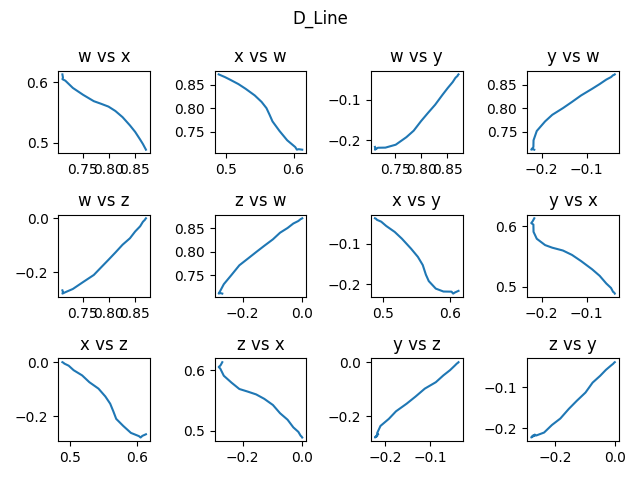 D_Line
w vs x
x vs w
w vs y
y vs w
0.6
0.5
0.75 0.80 0.85
0.85
0.80
0.75
0.5 0.6
−0.1
−0.2
0.75 0.80 0.85
0.85
0.80
0.75
−0.2 −0.1
w vs z
z vs w
x vs y
y vs x
0.0
−0.2
0.75 0.80 0.85
0.85
0.80
0.75
−0.2 0.0
−0.1
−0.2
0.5 0.6
0.6
0.5
−0.2 −0.1
x vs z
z vs x
y vs z
z vs y
0.0
−0.2
0.5 0.6
0.6
0.5
−0.2 0.0
0.0
−0.2
−0.2 −0.1
−0.1
−0.2
−0.2 0.0